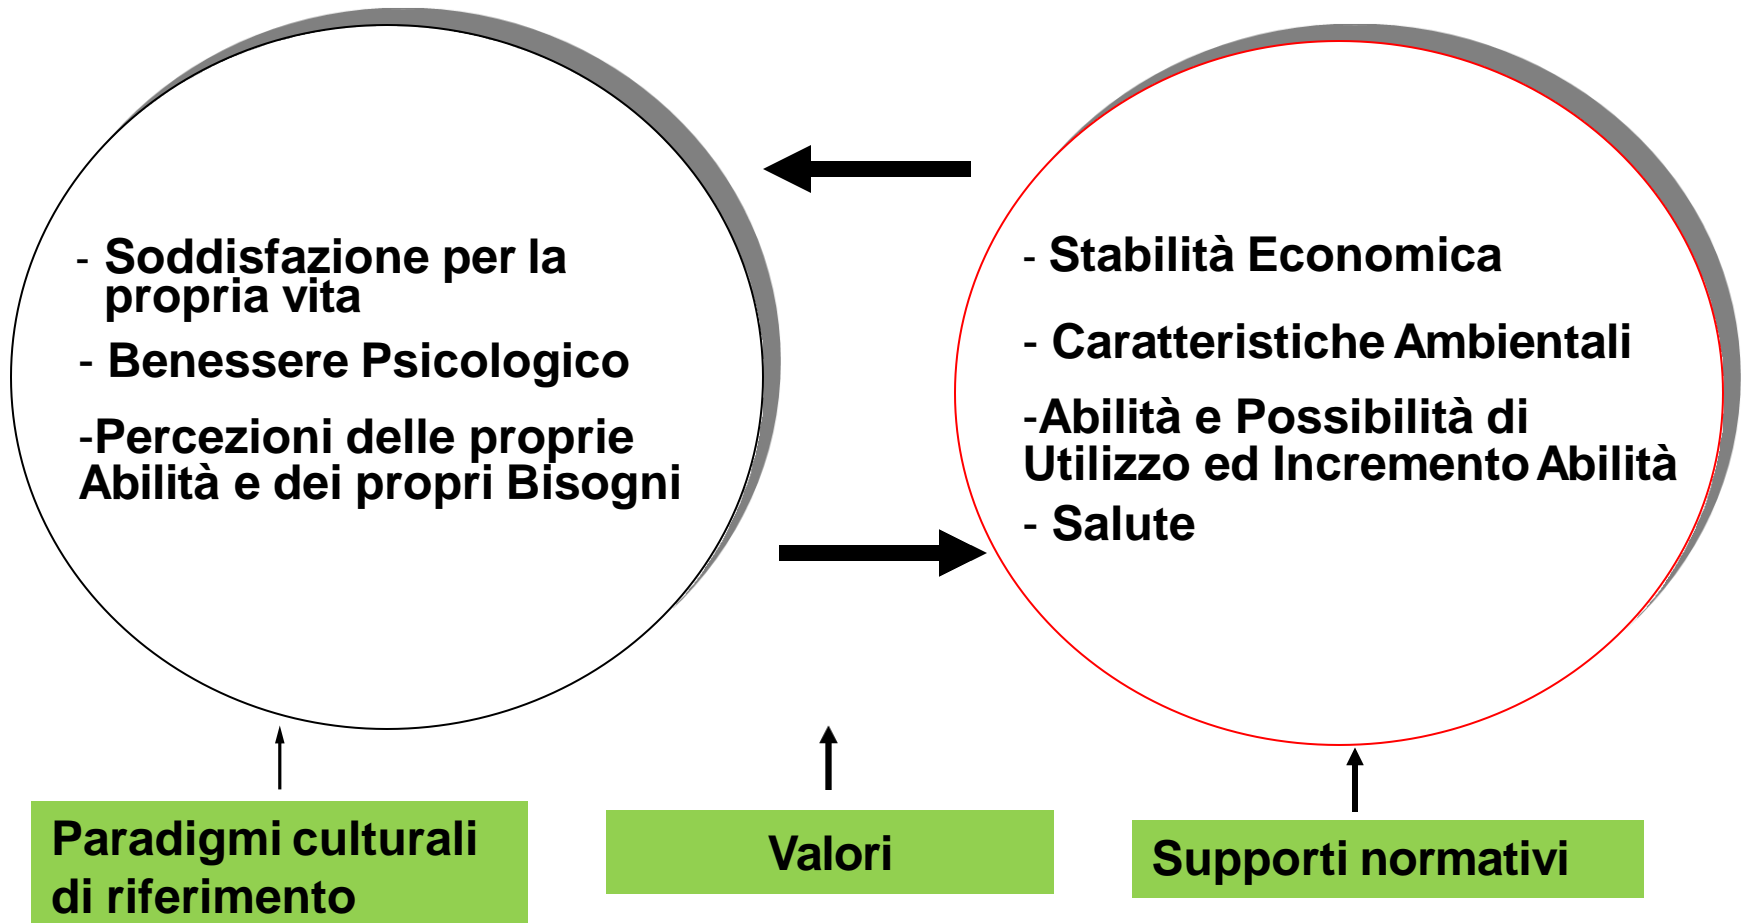 - Soddisfazione per la
propria vita
- Benessere Psicologico
-Percezioni delle proprie
Abilità e dei propri Bisogni
- Stabilità Economica
- Caratteristiche Ambientali
-Abilità e Possibilità di
Utilizzo ed Incremento Abilità
- Salute
Paradigmi culturali
di riferimento
Valori
Supporti normativi